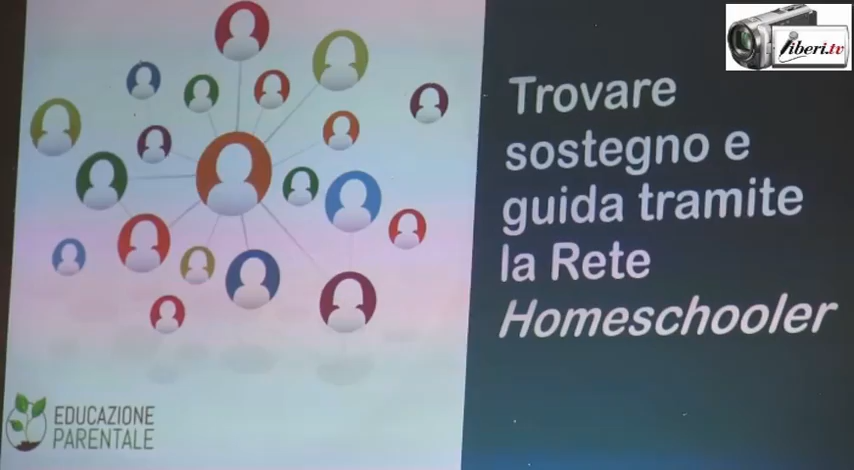 liberi.tv
Trovare
sostegno e
guida tramite
la Rete
Homeschooler
EDUCAZIONE
PARENTALE